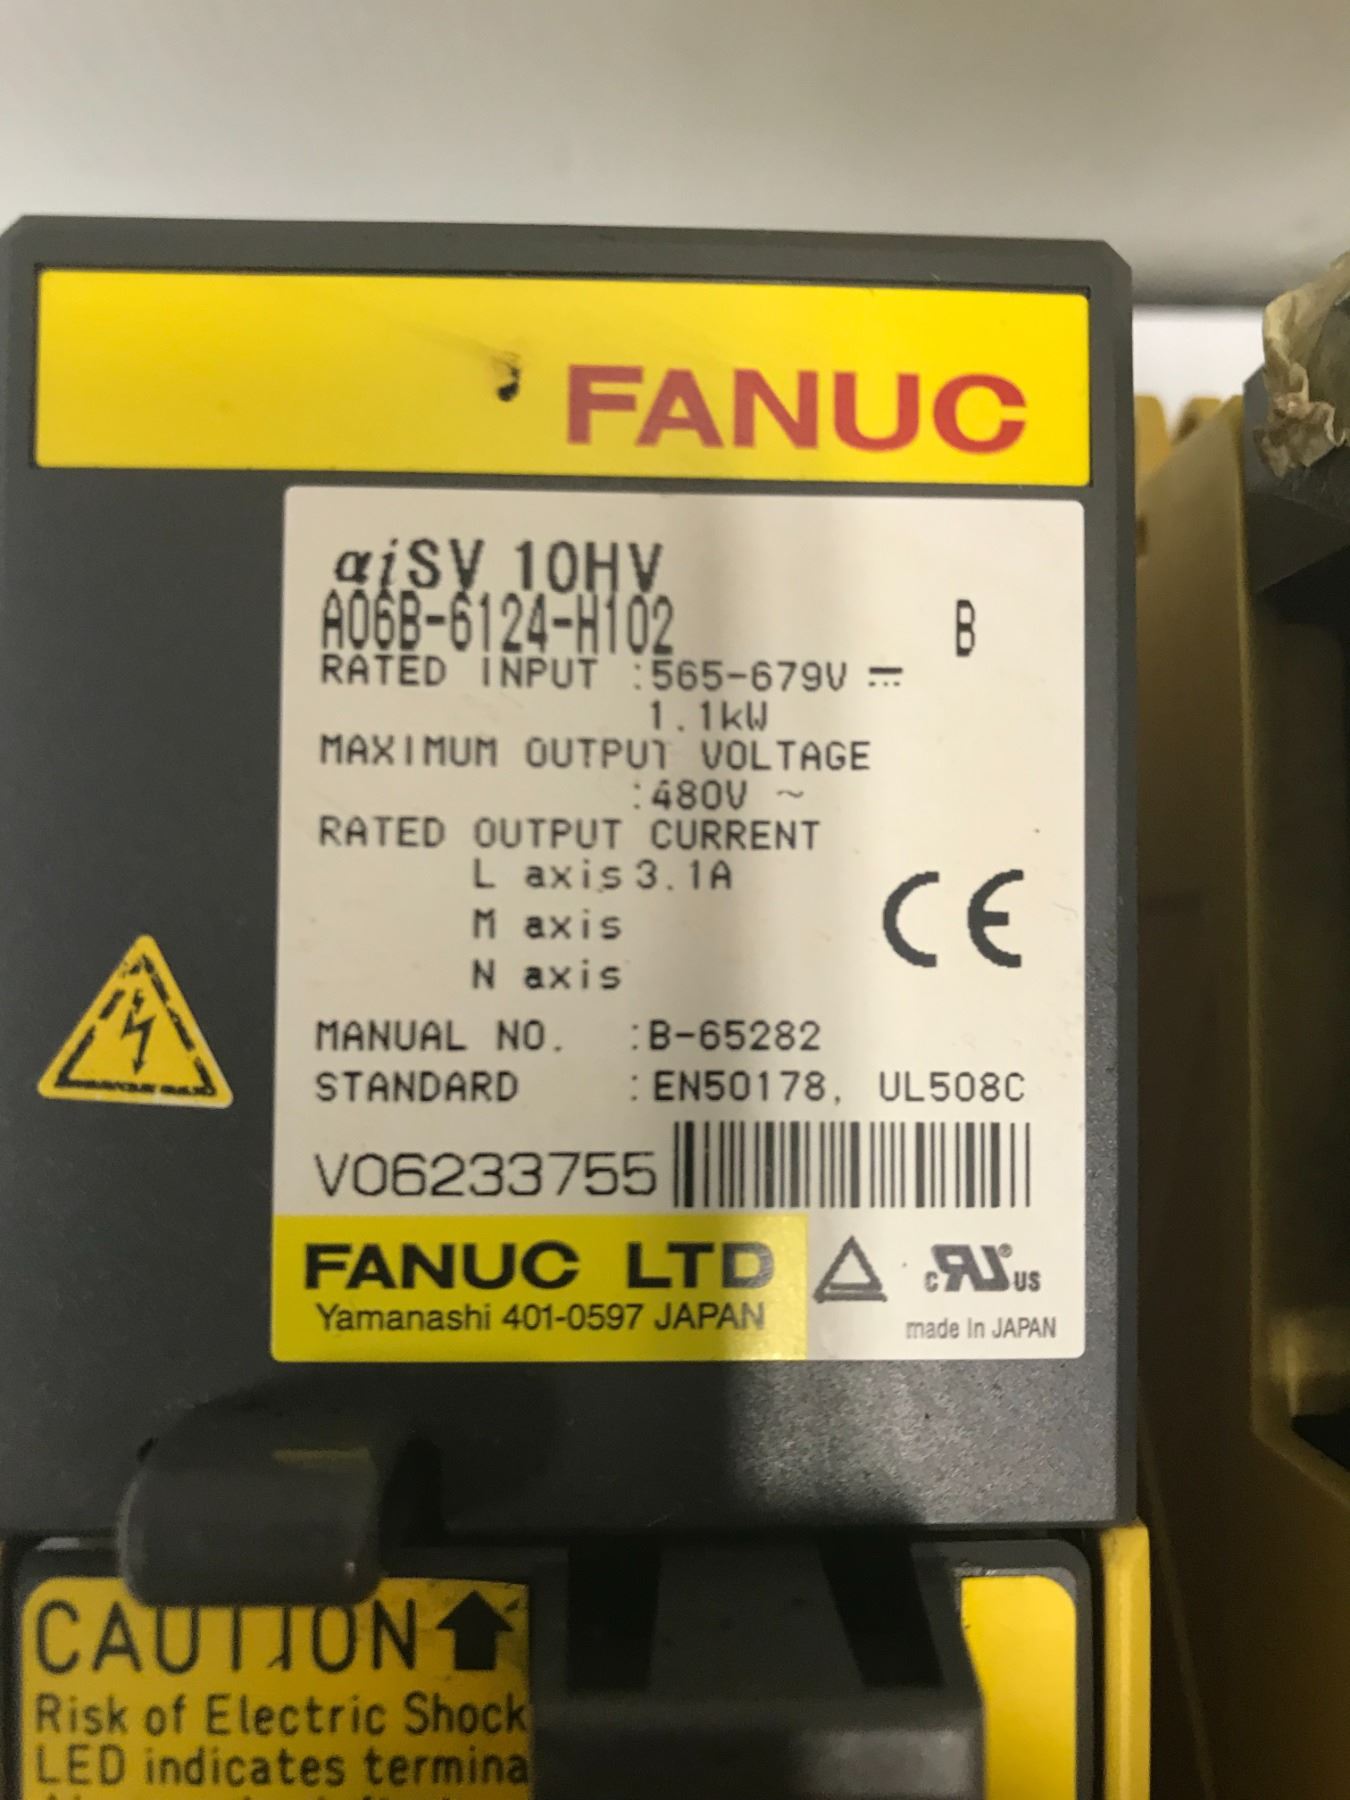 FANUC
αiSV 10HV
A06B-6124-H102 B
RATED INPUT :565-679V ⎓
1.1kW
MAXIMUM OUTPUT VOLTAGE
:480V ~
RATED OUTPUT CURRENT
L axis 3.1A
M axis
N axis
CE
MANUAL NO. :B-65282
STANDARD :EN50178, UL508C
V06233755
FANUC LTD
Yamanashi 401-0597 JAPAN
c RU ® US
made In JAPAN
CAUTION
Risk of Electric Shock
LED indicates termina